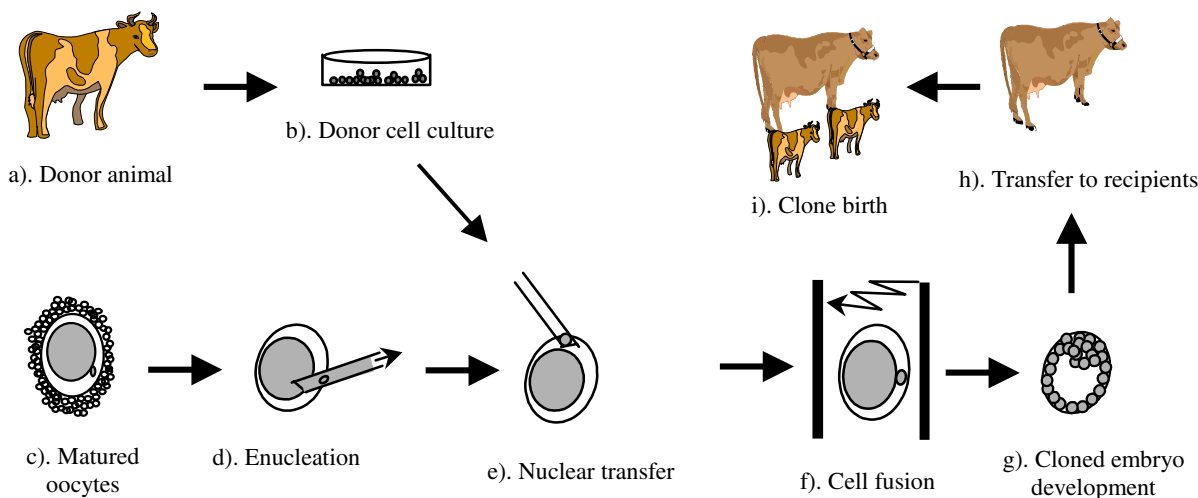 a). Donor animal
b). Donor cell culture
c). Matured
oocytes
d). Enucleation
e). Nuclear transfer
f). Cell fusion
g). Cloned embryo
development
h). Transfer to recipients
i). Clone birth